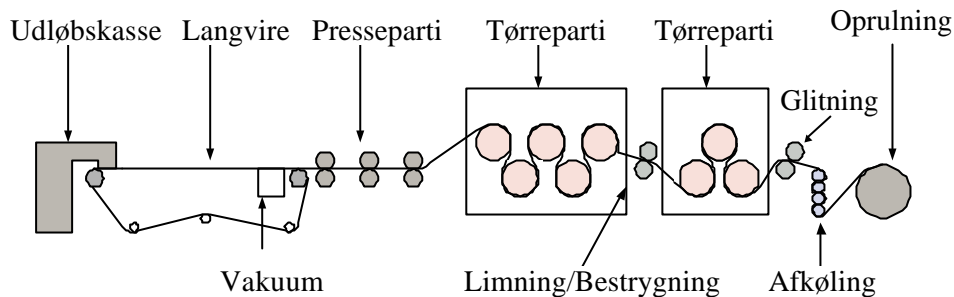 Udløbskasse Langvire Presseparti Tørreparti Tørreparti Oprulning
Glitning
Vakuum Limning/Bestrygning Afkøling